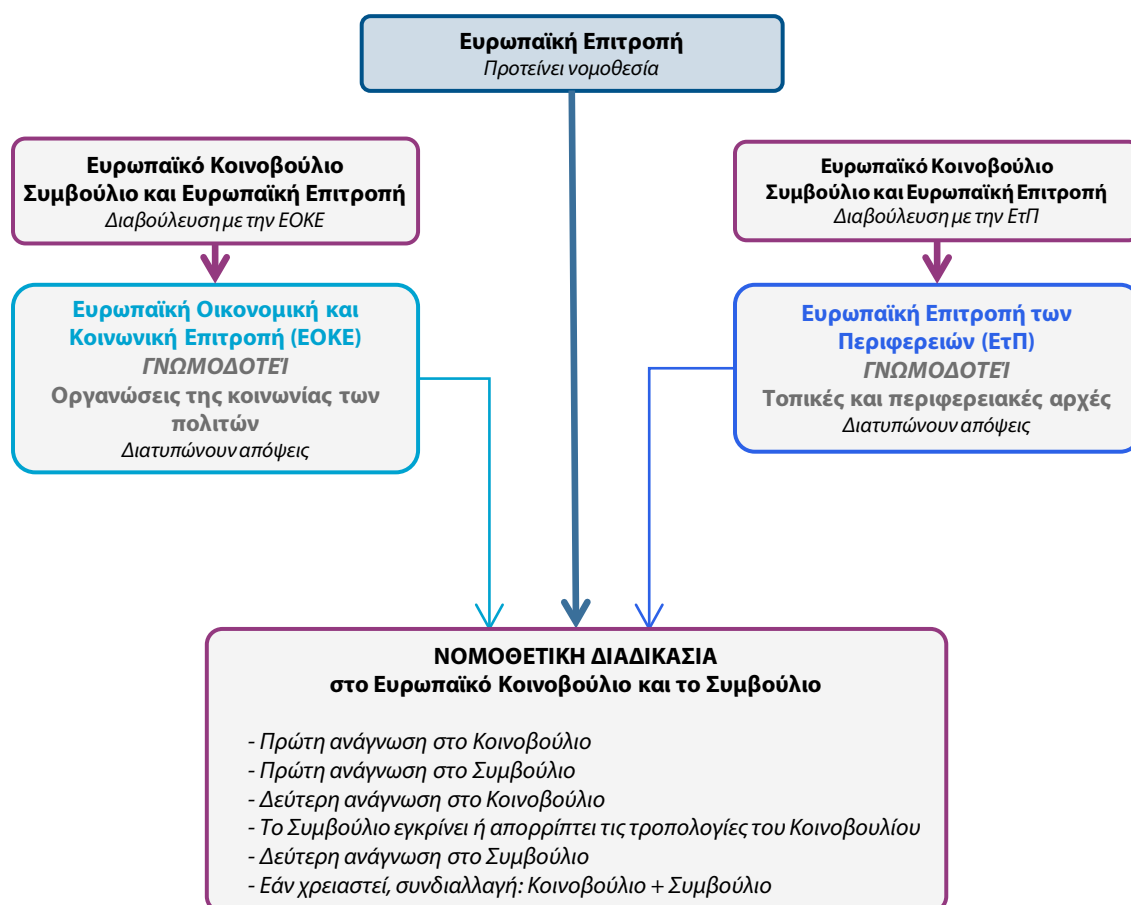 Ευρωπαϊκή Επιτροπή
Προτείνει νομοθεσία
Ευρωπαϊκό Κοινοβούλιο
Συμβούλιο και Ευρωπαϊκή Επιτροπή
Διαβούλευση με την ΕΟΚΕ
Ευρωπαϊκό Κοινοβούλιο
Συμβούλιο και Ευρωπαϊκή Επιτροπή
Διαβούλευση με την ΕτΠ
Ευρωπαϊκή Οικονομική και
Κοινωνική Επιτροπή (ΕΟΚΕ)
ΓΝΩΜΟΔΟΤΕΊ
Οργανώσεις της κοινωνίας των
πολιτών
Διατυπώνουν απόψεις
Ευρωπαϊκή Επιτροπή των
Περιφερειών (ΕτΠ)
ΓΝΩΜΟΔΟΤΕΊ
Τοπικές και περιφερειακές αρχές
Διατυπώνουν απόψεις
ΝΟΜΟΘΕΤΙΚΗ ΔΙΑΔΙΚΑΣΙΑ
στο Ευρωπαϊκό Κοινοβούλιο και το Συμβούλιο
- Πρώτη ανάγνωση στο Κοινοβούλιο
- Πρώτη ανάγνωση στο Συμβούλιο
- Δεύτερη ανάγνωση στο Κοινοβούλιο
- Το Συμβούλιο εγκρίνει ή απορρίπτει τις τροπολογίες του Κοινοβουλίου
- Δεύτερη ανάγνωση στο Συμβούλιο
- Εάν χρειαστεί, συνδιαλλαγή: Κοινοβούλιο + Συμβούλιο